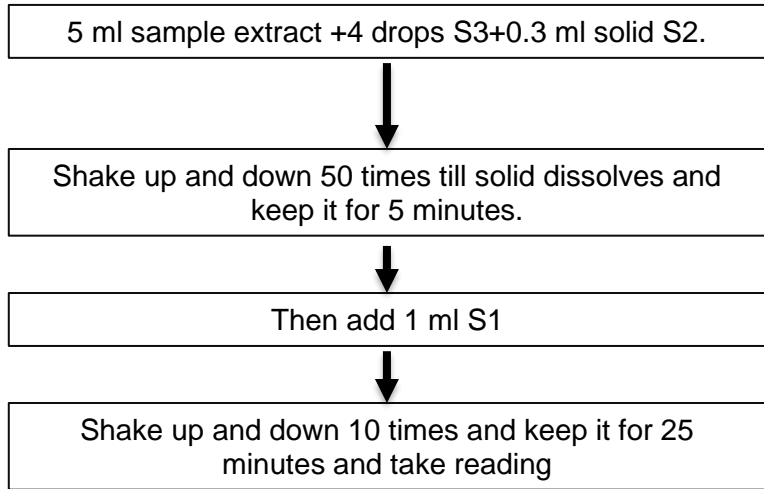 5 ml sample extract +4 drops S3+0.3 ml solid S2.
Shake up and down 50 times till solid dissolves and
keep it for 5 minutes.
Then add 1 ml S1
Shake up and down 10 times and keep it for 25
minutes and take reading